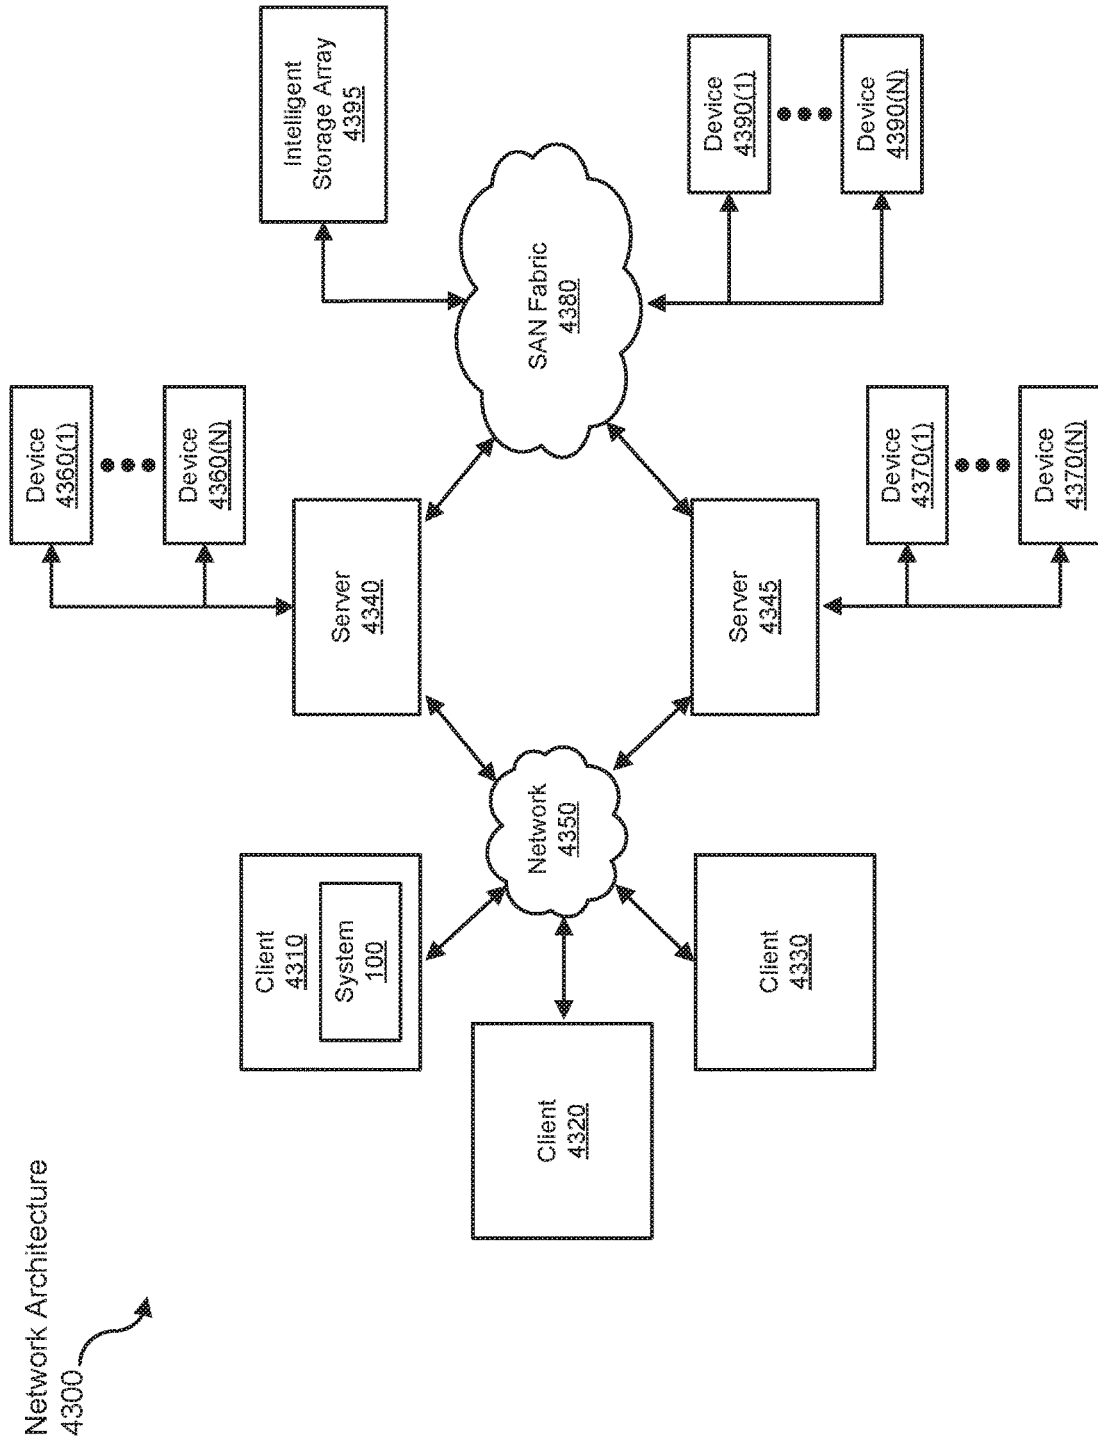 Network Architecture
4300
Client
4310
System
100
Client
4320
Client
4330
Network
4350
Server
4340
Server
4345
Device
4360(1)
Device
4360(N)
Device
4370(1)
Device
4370(N)
SAN Fabric
4380
Intelligent
Storage Array
4395
Device
4390(1)
Device
4390(N)